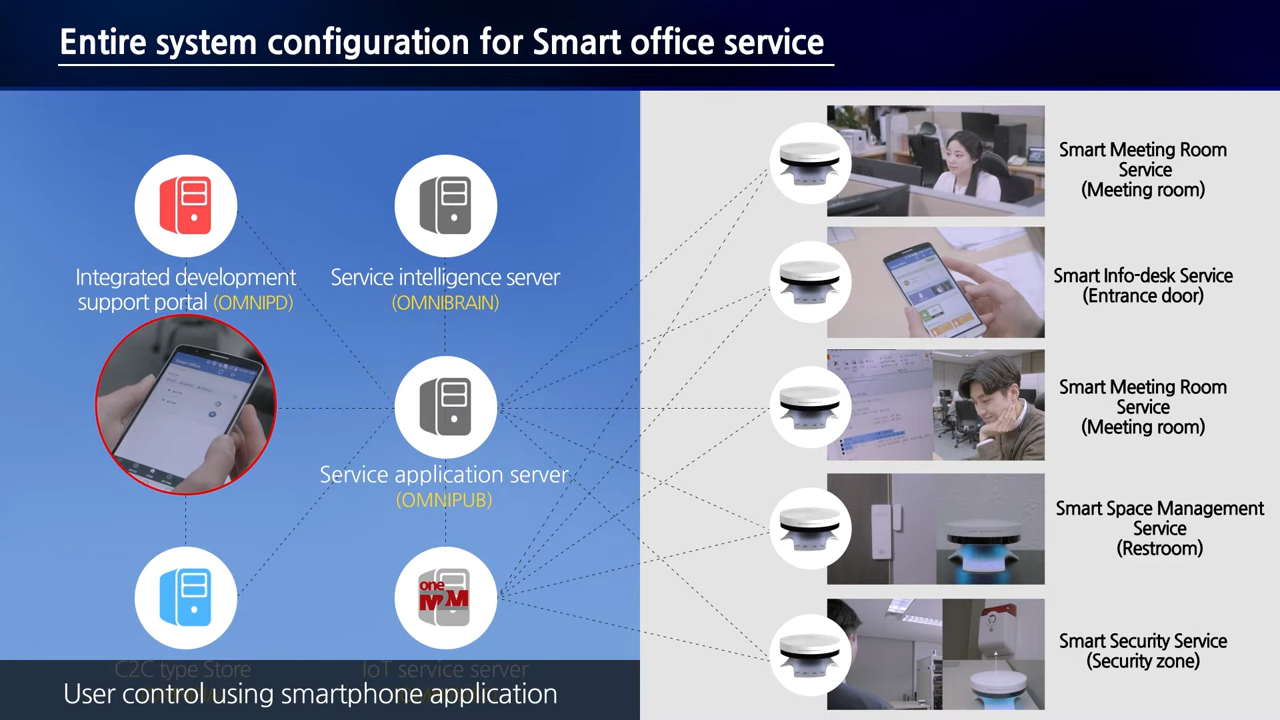 Entire system configuration for Smart office service
Integrated development
support portal (OMNIPD)
Service intelligence server
(OMNIBRAIN)
Service application server
(OMNIPUB)
one
M2M
C2C type Store
IoT service server
User control using smartphone application
Smart Meeting Room
Service
(Meeting room)
Smart Info-desk Service
(Entrance door)
Smart Meeting Room
Service
(Meeting room)
Smart Space Management
Service
(Restroom)
Smart Security Service
(Security zone)